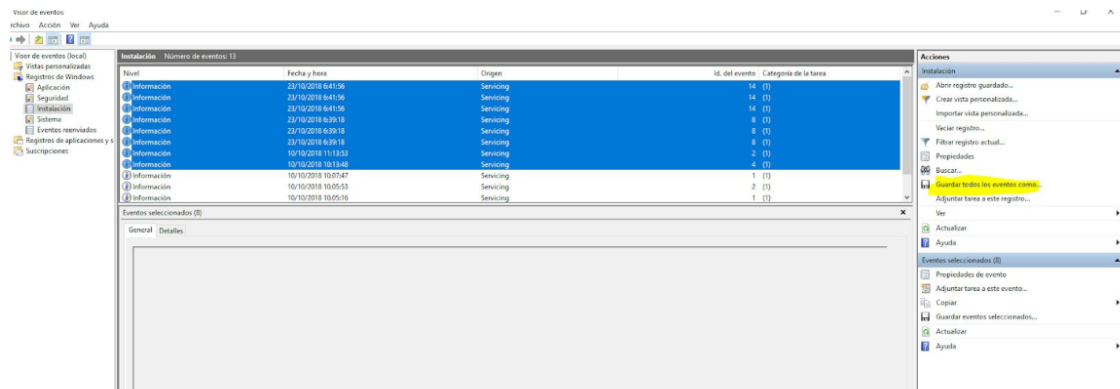 Visor de eventos
rchivo Acción Ver Ayuda
Visor de eventos (local)
Vistas personalizadas
Registros de Windows
Aplicación
Seguridad
Instalación
Sistema
Eventos reenviados
Registros de aplicaciones y s
Suscripciones
Instalación Número de eventos: 13
Nivel Fecha y hora Origen Id. del evento Categoría de la tarea
Información 23/10/2018 6:41:56 Servicing 14 (1)
Información 23/10/2018 6:41:56 Servicing 14 (1)
Información 23/10/2018 6:41:56 Servicing 14 (1)
Información 23/10/2018 6:39:18 Servicing 8 (1)
Información 23/10/2018 6:39:18 Servicing 8 (1)
Información 23/10/2018 6:39:18 Servicing 8 (1)
Información 10/10/2018 11:13:53 Servicing 2 (1)
Información 10/10/2018 10:13:48 Servicing 4 (1)
Información 10/10/2018 10:07:47 Servicing 1 (1)
Información 10/10/2018 10:05:53 Servicing 2 (1)
Información 10/10/2018 10:05:16 Servicing 1 (1)
Eventos seleccionados (8)
General Detalles
Acciones
Instalación
Abrir registro guardado...
Crear vista personalizada...
Importar vista personalizada...
Vaciar registro...
Filtrar registro actual...
Propiedades
Buscar...
Guardar todos los eventos como...
Adjuntar tarea a este registro...
Ver
Actualizar
Ayuda
Eventos seleccionados (8)
Propiedades de evento
Adjuntar tarea a este evento...
Copiar
Guardar eventos seleccionados...
Actualizar
Ayuda